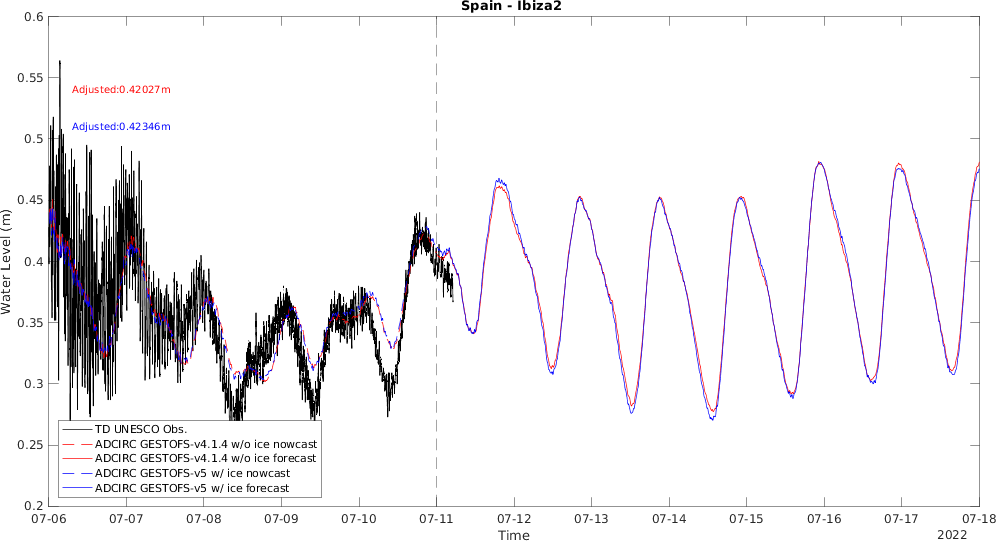 Spain - Ibiza2
0.6
0.55
0.5
0.45
0.4
0.35
0.3
0.25
0.2
Water Level (m)
Adjusted:0.42027m
Adjusted:0.42346m
TD UNESCO Obs.
ADCIRC GESTOFS-v4.1.4 w/o ice nowcast
ADCIRC GESTOFS-v4.1.4 w/o ice forecast
ADCIRC GESTOFS-v5 w/ ice nowcast
ADCIRC GESTOFS-v5 w/ ice forecast
07-06 07-07 07-08 07-09 07-10 07-11 07-12 07-13 07-14 07-15 07-16 07-17 07-18
Time
2022